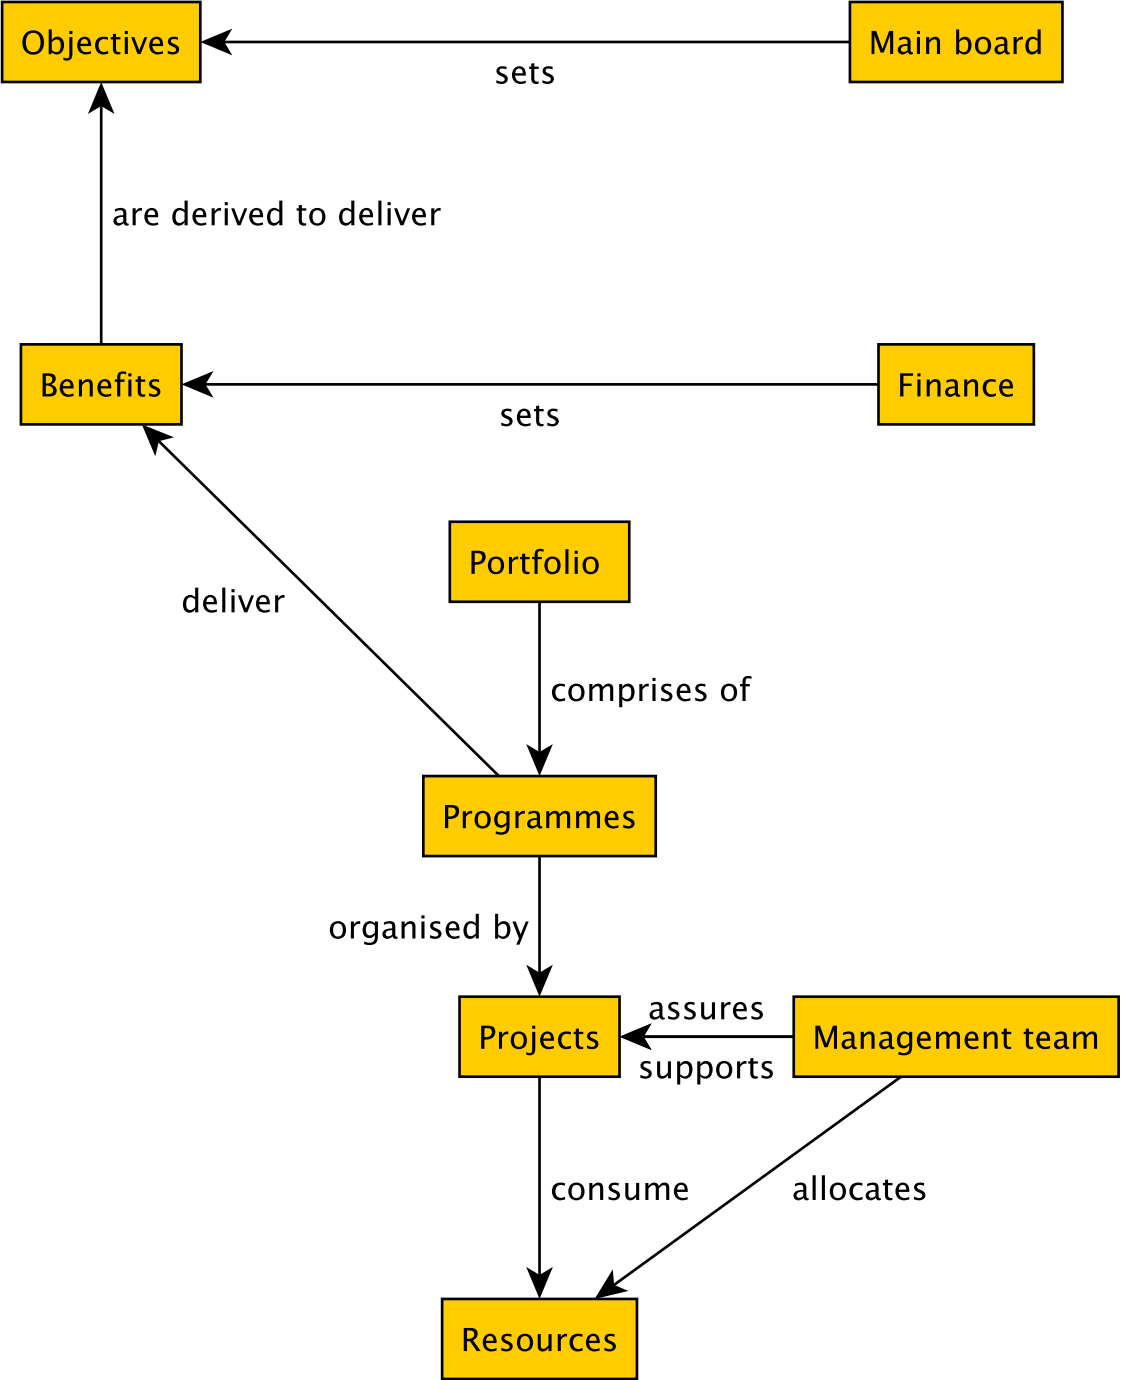 Objectives
Main board
sets
are derived to deliver
Benefits
Finance
sets
Portfolio
deliver
comprises of
Programmes
organised by
assures
Projects
Management team
supports
consume
allocates
Resources